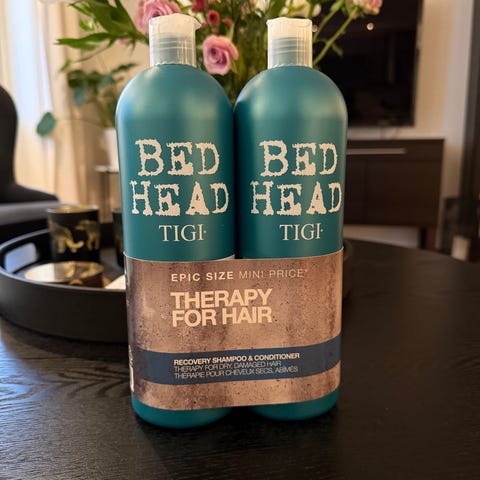 BED
HEAD
TIGI
BED
HEAD
TIGI
EPIC SIZE MINI PRICE*
THERAPY
FOR HAIR
RECOVERY SHAMPOO & CONDITIONER
THERAPY FOR DRY, DAMAGED HAIR
THÉRAPIE POUR CHEVEUX SECS, ABÎMÉS